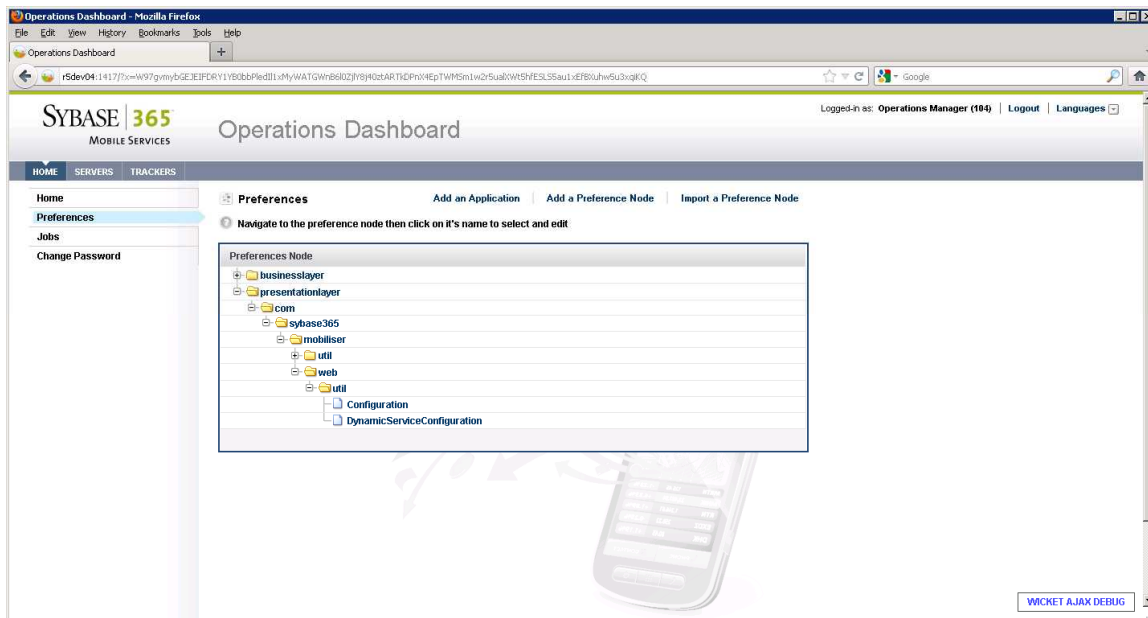 Operations Dashboard - Mozilla Firefox
File Edit View History Bookmarks Tools Help
Operations Dashboard +
Google
SYBASE 365
MOBILE SERVICES
Operations Dashboard
Logged-in as: Operations Manager (104) Logout Languages
HOME SERVERS TRACKERS
Home
Preferences
Jobs
Change Password
Preferences Add an Application Add a Preference Node Import a Preference Node
Navigate to the preference node then click on it's name to select and edit
Preferences Node
businesslayer
presentationlayer
com
sybase365
mobiliser
util
web
util
Configuration
DynamicServiceConfiguration
WICKET AJAX DEBUG